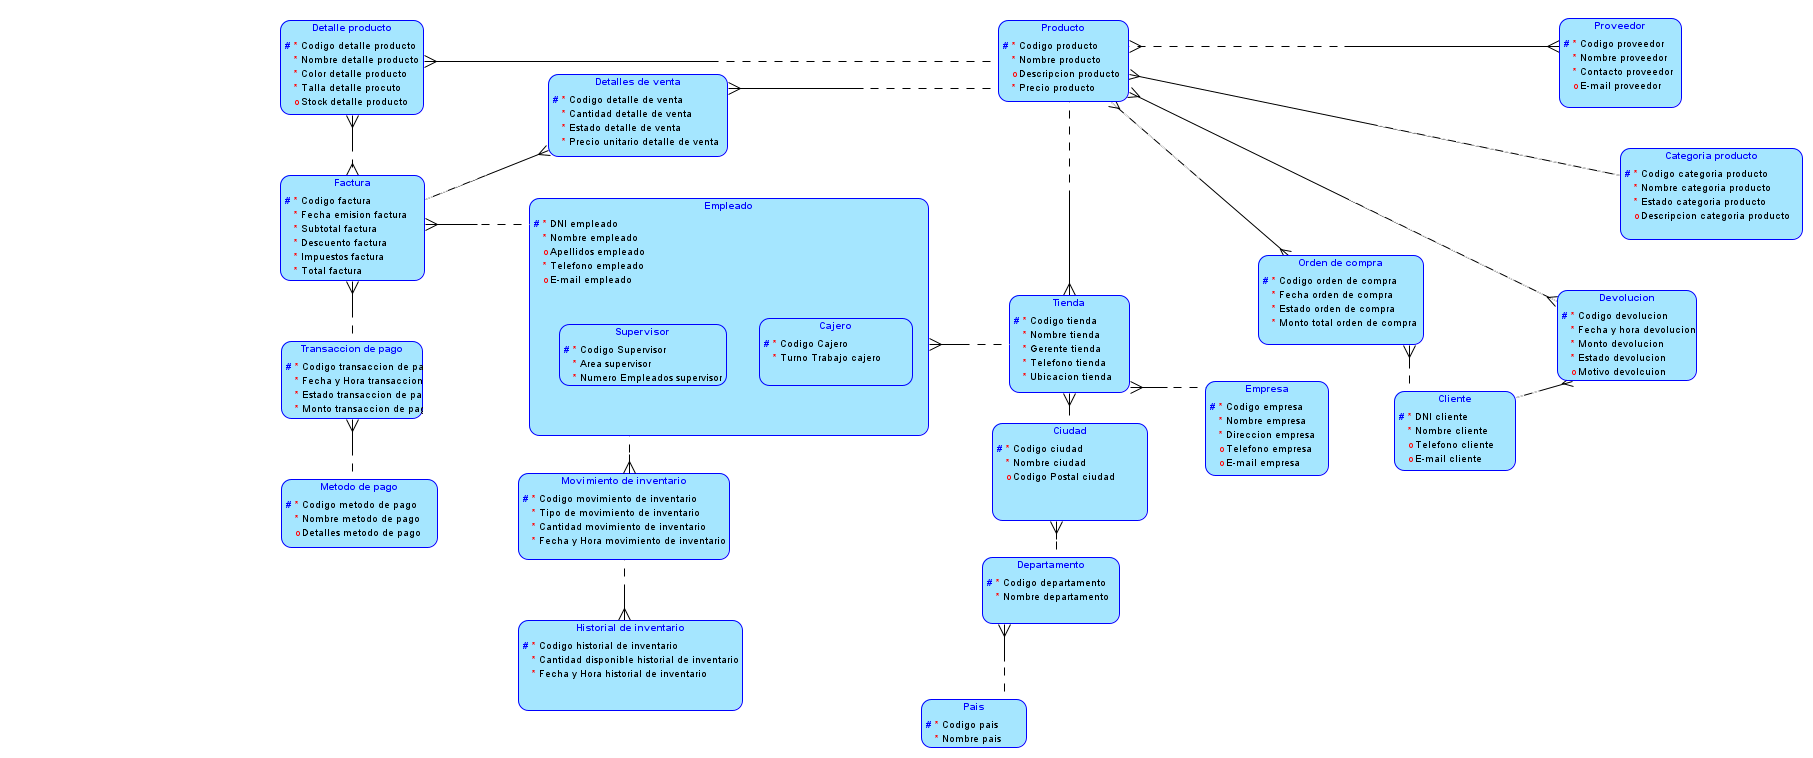 Detalle producto
# * Codigo detalle producto
* Nombre detalle producto
* Color detalle producto
* Talla detalle procuto
o Stock detalle producto
Detalles de venta
# * Codigo detalle de venta
* Cantidad detalle de venta
* Estado detalle de venta
* Precio unitario detalle de venta
Producto
# * Codigo producto
* Nombre producto
o Descripcion producto
* Precio producto
Proveedor
# * Codigo proveedor
* Nombre proveedor
* Contacto proveedor
o E-mail proveedor
Categoria producto
# * Codigo categoria producto
* Nombre categoria producto
* Estado categoria producto
o Descripcion categoria producto
Factura
# * Codigo factura
* Fecha emision factura
* Subtotal factura
* Descuento factura
* Impuestos factura
* Total factura
Empleado
# * DNI empleado
* Nombre empleado
o Apellidos empleado
* Telefono empleado
o E-mail empleado
Supervisor
# * Codigo Supervisor
* Area supervisor
* Numero Empleados supervisor
Cajero
# * Codigo Cajero
* Turno Trabajo cajero
Tienda
# * Codigo tienda
* Nombre tienda
* Gerente tienda
* Telefono tienda
* Ubicacion tienda
Orden de compra
# * Codigo orden de compra
* Fecha orden de compra
* Estado orden de compra
* Monto total orden de compra
Devolucion
# * Codigo devolucion
* Fecha y hora devolucion
* Monto devolucion
* Estado devolucion
o Motivo devolcuion
Transaccion de pago
# * Codigo transaccion de pa
* Fecha y Hora transaccion
* Estado transaccion de pa
* Monto transaccion de pag
Empresa
# * Codigo empresa
* Nombre empresa
* Direccion empresa
o Telefono empresa
o E-mail empresa
Cliente
# * DNI cliente
* Nombre cliente
o Telefono cliente
o E-mail cliente
Ciudad
# * Codigo ciudad
* Nombre ciudad
o Codigo Postal ciudad
Metodo de pago
# * Codigo metodo de pago
* Nombre metodo de pago
o Detalles metodo de pago
Movimiento de inventario
# * Codigo movimiento de inventario
* Tipo de movimiento de inventario
* Cantidad movimiento de inventario
* Fecha y Hora movimiento de inventario
Departamento
# * Codigo departamento
* Nombre departamento
Historial de inventario
# * Codigo historial de inventario
* Cantidad disponible historial de inventario
* Fecha y Hora historial de inventario
Pais
# * Codigo pais
* Nombre pais